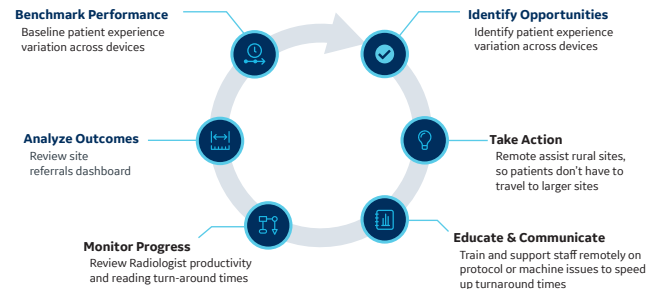 Benchmark Performance
Baseline patient experience
variation across devices
Identify Opportunities
Identify patient experience
variation across devices
Analyze Outcomes
Review site
referrals dashboard
Take Action
Remote assist rural sites,
so patients don't have to
travel to larger sites
Monitor Progress
Review Radiologist productivity
and reading turn-around times
Educate & Communicate
Train and support staff remotely on
protocol or machine issues to speed
up turnaround times